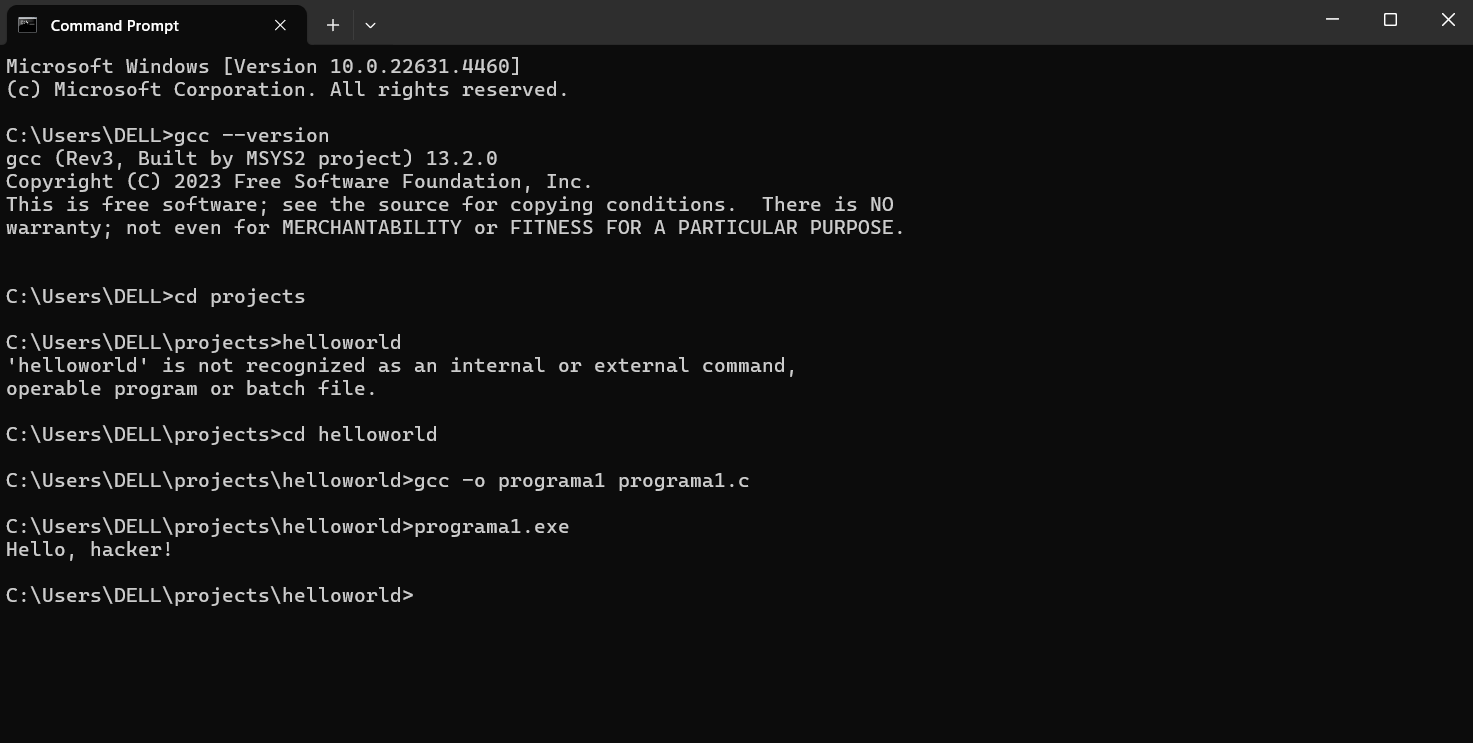 Command Prompt
Microsoft Windows [Version 10.0.22631.4460]
(c) Microsoft Corporation. All rights reserved.
C:\Users\DELL>gcc --version
gcc (Rev3, Built by MSYS2 project) 13.2.0
Copyright (C) 2023 Free Software Foundation, Inc.
This is free software; see the source for copying conditions.  There is NO
warranty; not even for MERCHANTABILITY or FITNESS FOR A PARTICULAR PURPOSE.
C:\Users\DELL>cd projects
C:\Users\DELL\projects>helloworld
'helloworld' is not recognized as an internal or external command,
operable program or batch file.
C:\Users\DELL\projects>cd helloworld
C:\Users\DELL\projects\helloworld>gcc -o programa1 programa1.c
C:\Users\DELL\projects\helloworld>programa1.exe
Hello, hacker!
C:\Users\DELL\projects\helloworld>